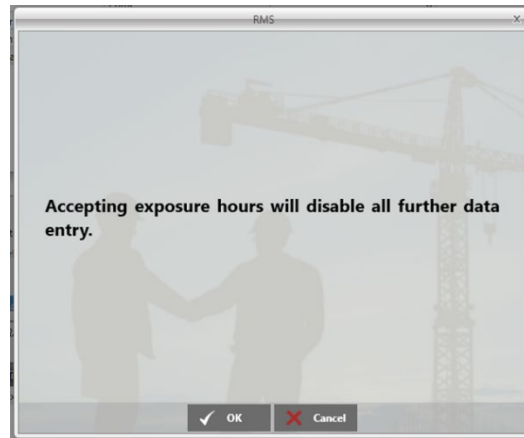 RMS
x
Accepting exposure hours will disable all further data
entry.
OK
Cancel